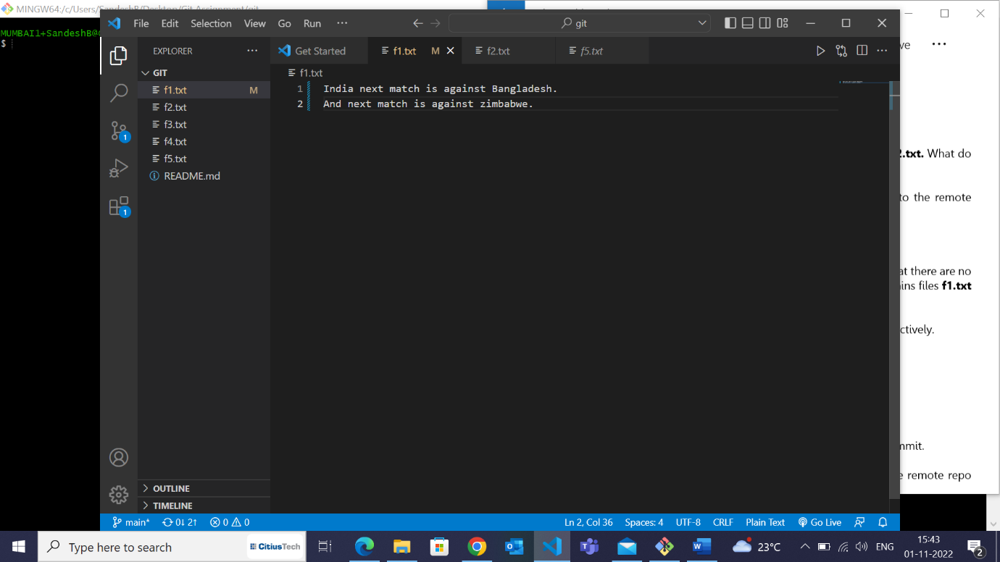 MINGW64:/c/Users/SandeshB/Desktop/Git Assignment/git
MUMBAI1+SandeshB@
$
File Edit Selection View Go Run ···
git
EXPLORER ···
GIT
f1.txt M
f2.txt
f3.txt
f4.txt
f5.txt
README.md
1
1
OUTLINE
TIMELINE
Get Started
f1.txt M
f2.txt
f5.txt
f1.txt
1 India next match is against Bangladesh.
2 And next match is against zimbabwe.
main* 0↓ 2↑ 0 0
Ln 2, Col 36 Spaces: 4 UTF-8 CRLF Plain Text Go Live
2.txt. What do
to the remote
at there are no
ins files f1.txt
ctively.
mmit.
remote repo
Type here to search
CitiusTech
23°C
ENG
15:43
01-11-2022
2